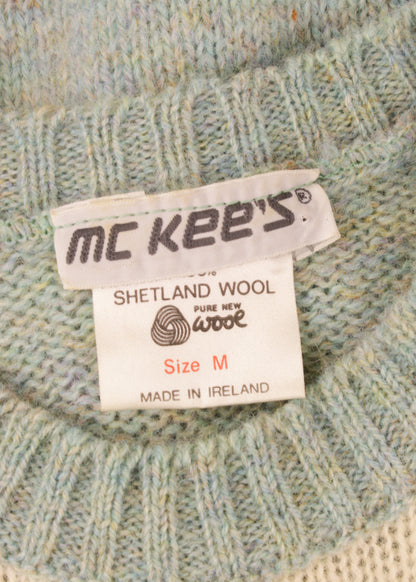 MC KEE'S®
SHETLAND WOOL
PURE NEW
wool
Size M
MADE IN IRELAND